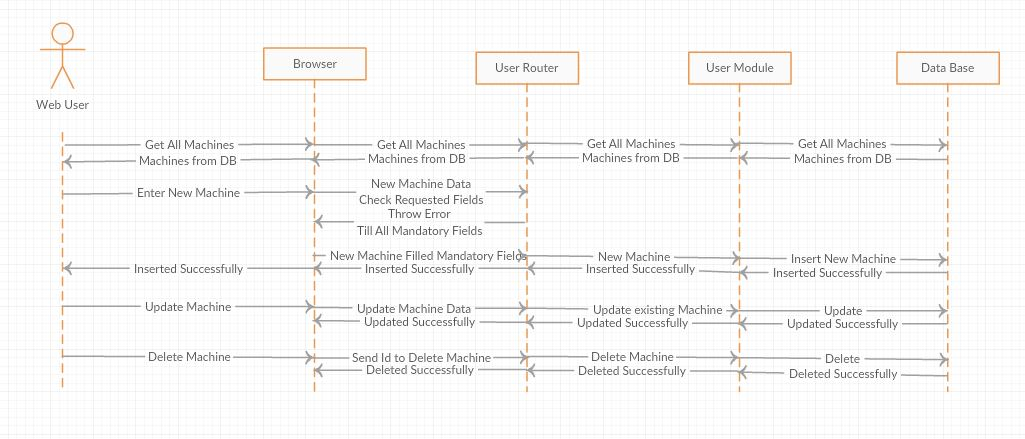 Browser
User Router
User Module
Data Base
Web User
Get All Machines
Get All Machines
Get All Machines
Get All Machines
Machines from DB
Machines from DB
Machines from DB
Machines from DB
Enter New Machine
New Machine Data
Check Requested Fields
Throw Error
Till All Mandatory Fields
New Machine Filled Mandatory Fields
New Machine
Insert New Machine
Inserted Successfully
Inserted Successfully
Inserted Successfully
Inserted Successfully
Update Machine
Update Machine Data
Update existing Machine
Update
Updated Successfully
Updated Successfully
Updated Successfully
Delete Machine
Send Id to Delete Machine
Delete Machine
Delete
Deleted Successfully
Deleted Successfully
Deleted Successfully